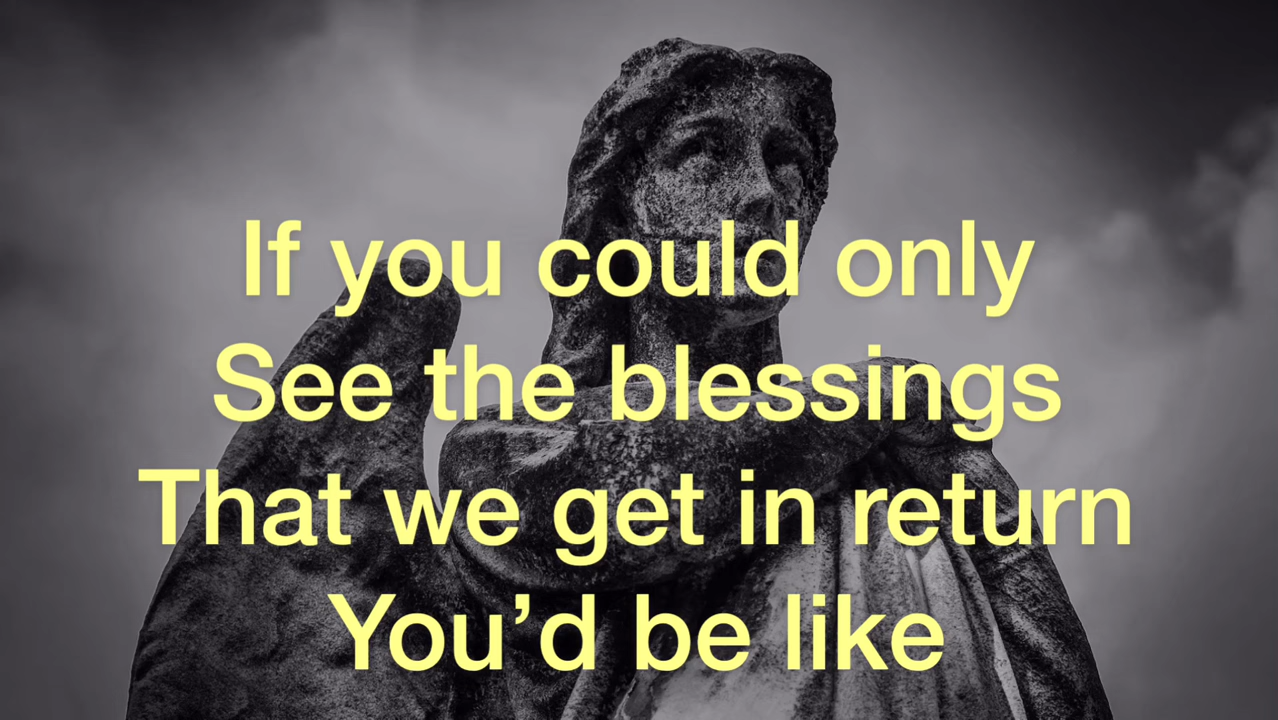 If you could only
See the blessings
That we get in return
You’d be like